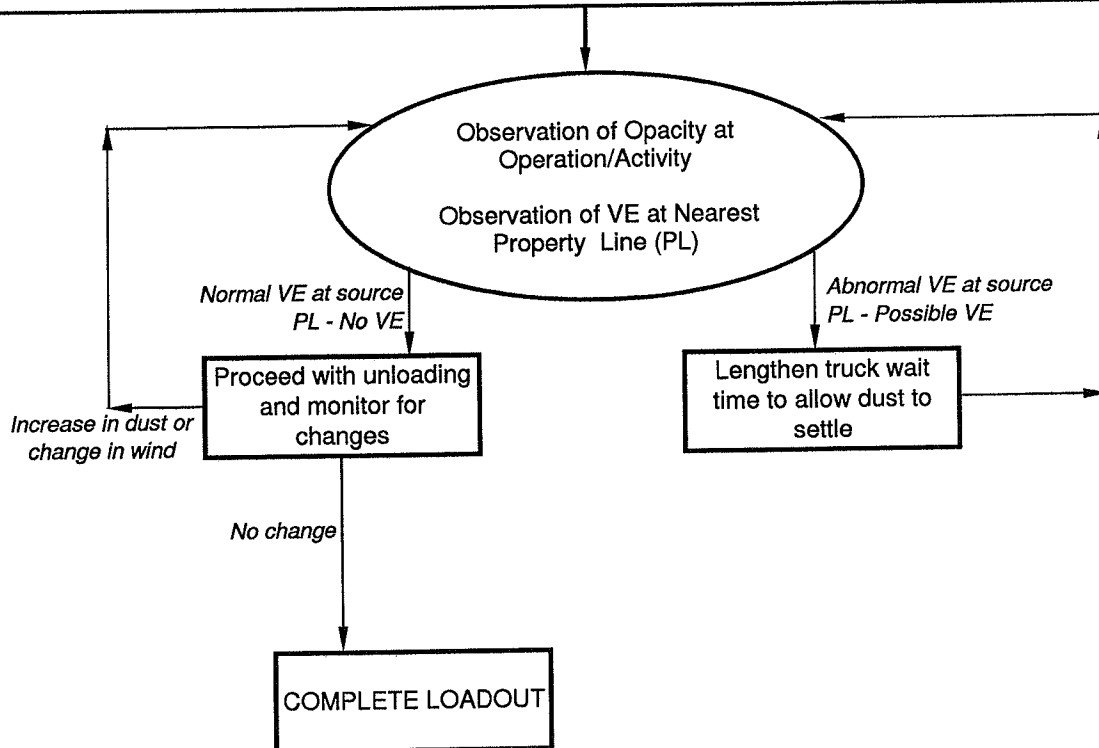 Observation of Opacity at
Operation/Activity
Observation of VE at Nearest
Property Line (PL)
Normal VE at source
PL - No VE
Abnormal VE at source
PL - Possible VE
Proceed with unloading
and monitor for
changes
Lengthen truck wait
time to allow dust to
settle
Increase in dust or
change in wind
No change
COMPLETE LOADOUT